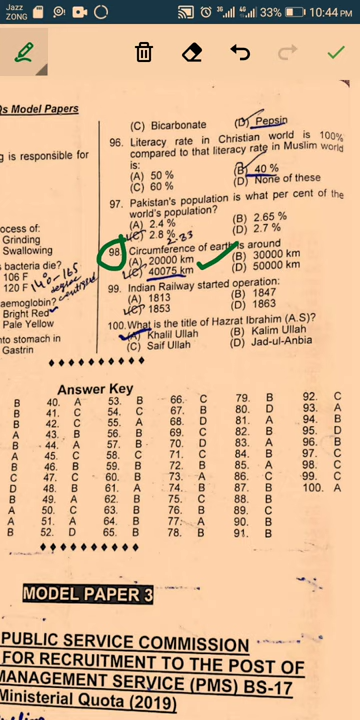 Jazz
ZONG
33%
10:44 PM
Qs Model Papers
(C) Bicarbonate
(D) Pepsin
96. Literacy rate in Christian world is 100%
compared to that literacy rate in Muslim world
is:
(A) 50 %
(B) 40 %
(C) 60 %
(D) None of these
97. Pakistan's population is what per cent of the
world's population?
(A) 2.4 %
(B) 2.65 %
(C) 2.8 %
(D) 2.7 %
2.83
98. Circumference of earth is around
(A) 20000 km
(B) 30000 km
(C) 40075 km
(D) 50000 km
99. Indian Railway started operation:
(A) 1813
(B) 1847
(C) 1853
(D) 1863
100. What is the title of Hazrat Ibrahim (A.S)?
(A) Khalil Ullah
(B) Kalim Ullah
(C) Saif Ullah
(D) Jad-ul-Anbia
g is responsible for
ocess of:
Grinding
Swallowing
bacteria die?
106 F
120 F
aemoglobin?
Bright Red
Pale Yellow
nto stomach in
Gastrin
Answer Key
B 40. A 53. B 66. C 79. B 92. C
B 41. C 54. C 67. B 80. D 93. A
B 42. C 55. A 68. D 81. A 94. B
A 43. B 56. B 69. C 82. B 95. D
B 44. A 57. B 70. D 83. A 96. B
A 45. C 58. C 71. C 84. B 97. C
B 46. B 59. B 72. B 85. A 98. C
C 47. C 60. B 73. A 86. C 99. C
D 48. B 61. A 74. B 87. B 100. A
B 49. A 62. B 75. C 88. B
A 50. C 63. B 76. B 89. C
A 51. A 64. B 77. A 90. B
B 52. D 65. B 78. B 91. B
MODEL PAPER 3
PUBLIC SERVICE COMMISSION
FOR RECRUITMENT TO THE POST OF
MANAGEMENT SERVICE (PMS) BS-17
Ministerial Quota (2019)